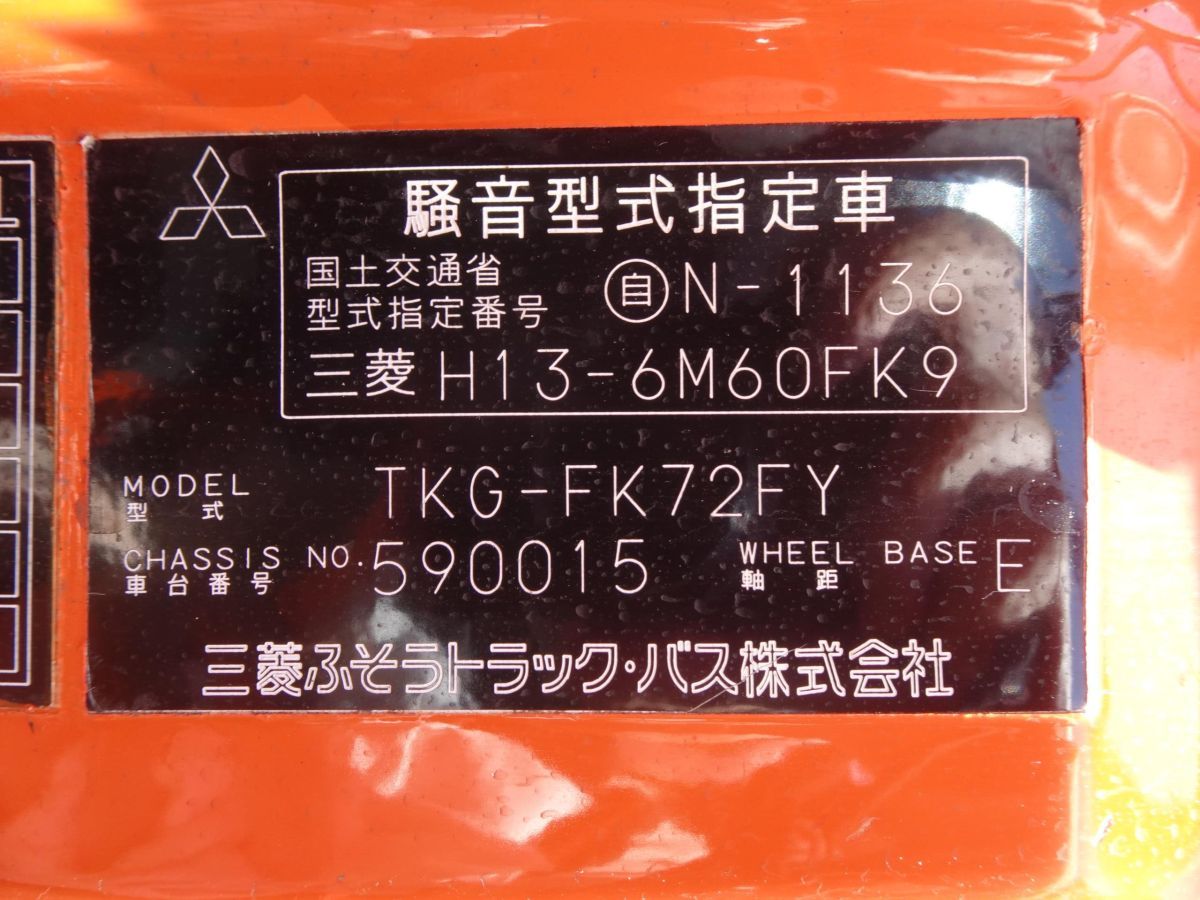 騒音型式指定車
国土交通省
型式指定番号 自N-1136
三菱 H13-6M60FK9
MODEL TKG-FK72FY
型式
CHASSIS NO. 590015 WHEEL BASE E
車台番号 軸距
三菱ふそうトラック・バス株式会社